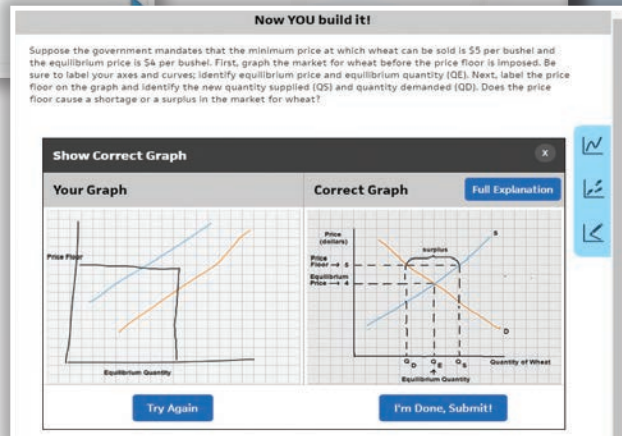 Now YOU build it!
Suppose the government mandates that the minimum price at which wheat can be sold is $5 per bushel and
the equilibrium price is $4 per bushel. First, graph the market for wheat before the price floor is imposed. Be
sure to label your axes and curves; identify equilibrium price and equilibrium quantity (QE). Next, label the price
floor on the graph and identify the new quantity supplied (QS) and quantity demanded (QD). Does the price
floor cause a shortage or a surplus in the market for wheat?
Show Correct Graph
x
Your Graph
Price Floor
Equilibrium Quantity
Try Again
Correct Graph
Full Explanation
Price
(dollars)
surplus
S
Price
Floor → 5
Equilibrium
Price → 4
D
Q D Q E Q S
Quantity of Wheat
Equilibrium Quantity
I'm Done, Submit!